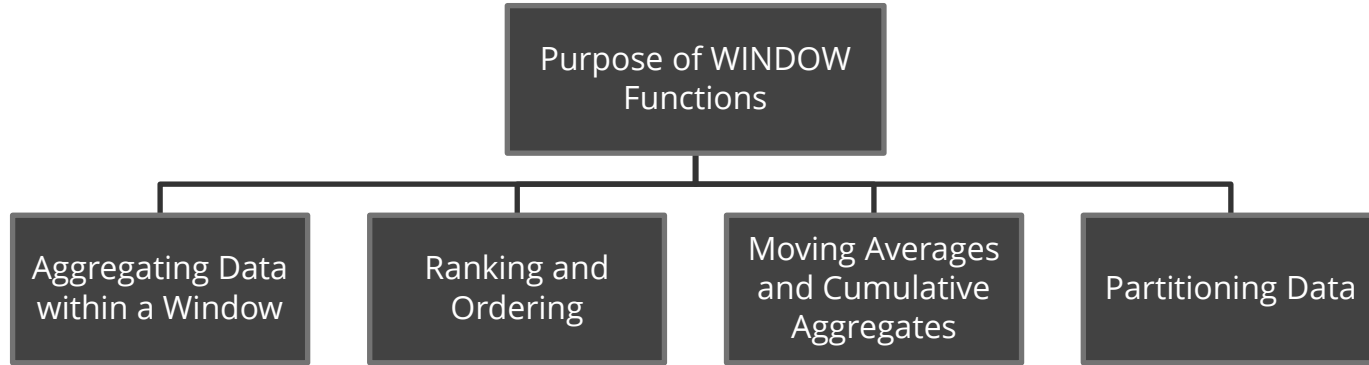 Purpose of WINDOW
Functions
Aggregating Data
within a Window
Ranking and
Ordering
Moving Averages
and Cumulative
Aggregates
Partitioning Data